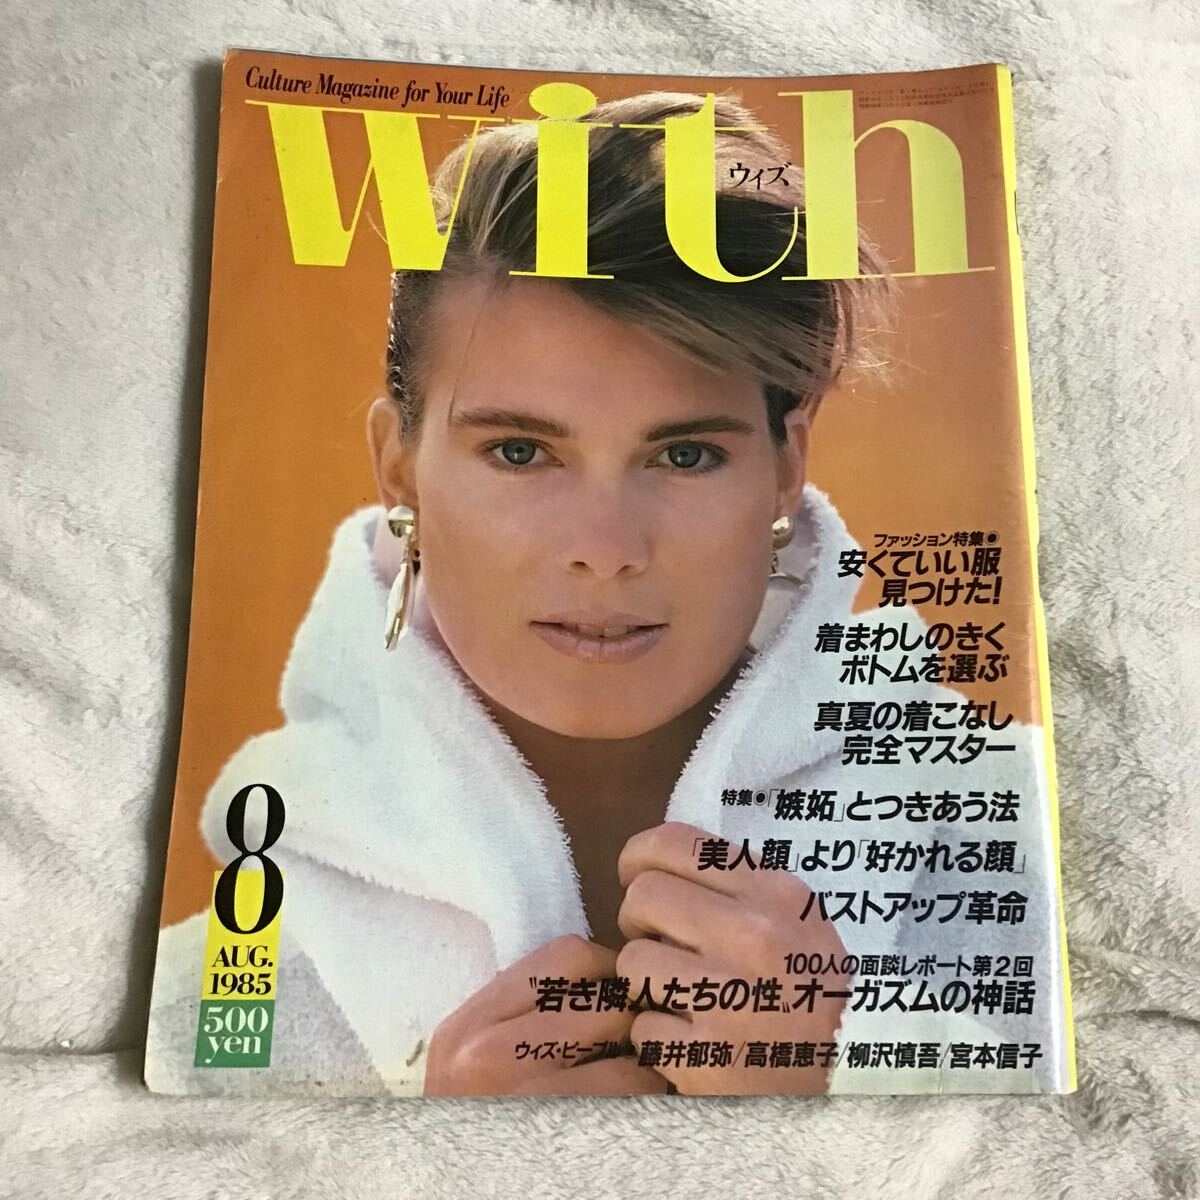 Culture Magazine for Your Life
with
ウィズ
ファッション特集◉
安くていい服
見つけた!
着まわしのきく
ボトムを選ぶ
真夏の着こなし
完全マスター
特集◉「嫉妬」とつきあう法
「美人顔」より「好かれる顔」
バストアップ革命
100人の面談レポート第2回
〝若き隣人たちの性〟オーガズムの神話
ウィズ・ピープル◉藤井郁弥/高橋恵子/柳沢慎吾/宮本信子
8
AUG.
1985
500
yen